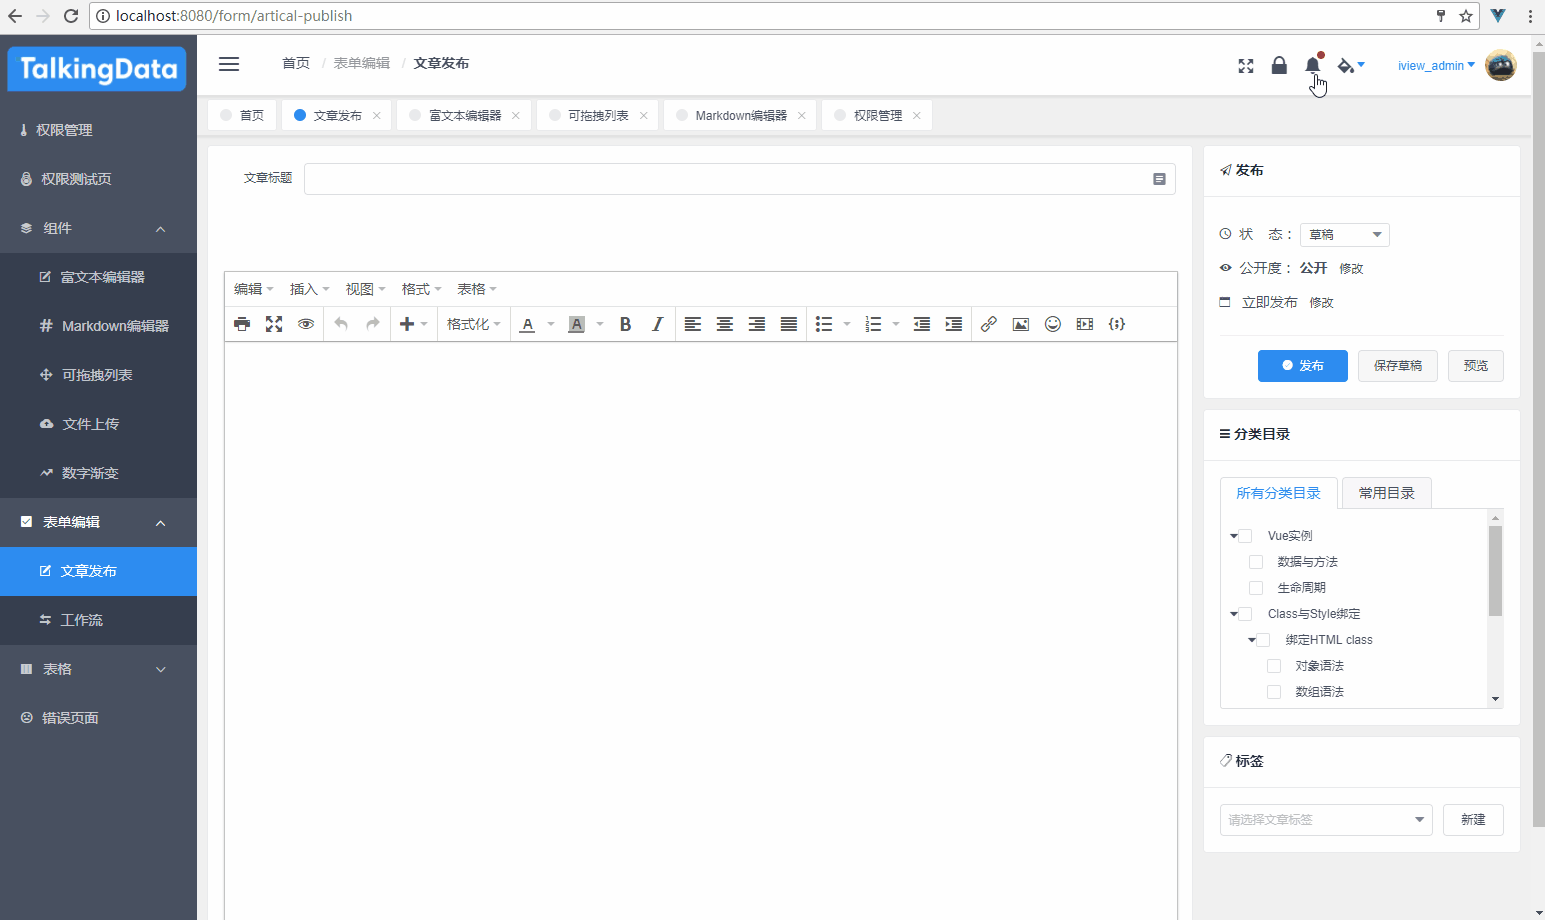 localhost:8080/form/artical-publish
TalkingData
首页 / 表单编辑 / 文章发布
iview_admin
权限管理
权限测试页
组件
富文本编辑器
Markdown编辑器
可拖拽列表
文件上传
数字渐变
表单编辑
文章发布
工作流
表格
错误页面
首页 文章发布 富文本编辑器 可拖拽列表 Markdown编辑器 权限管理
文章标题
编辑 插入 视图 格式 表格
格式化 A A B I
发布
状 态： 草稿
公开度： 公开 修改
立即发布 修改
发布 保存草稿 预览
分类目录
所有分类目录 常用目录
Vue实例
数据与方法
生命周期
Class与Style绑定
绑定HTML class
对象语法
数组语法
标签
请选择文章标签 新建